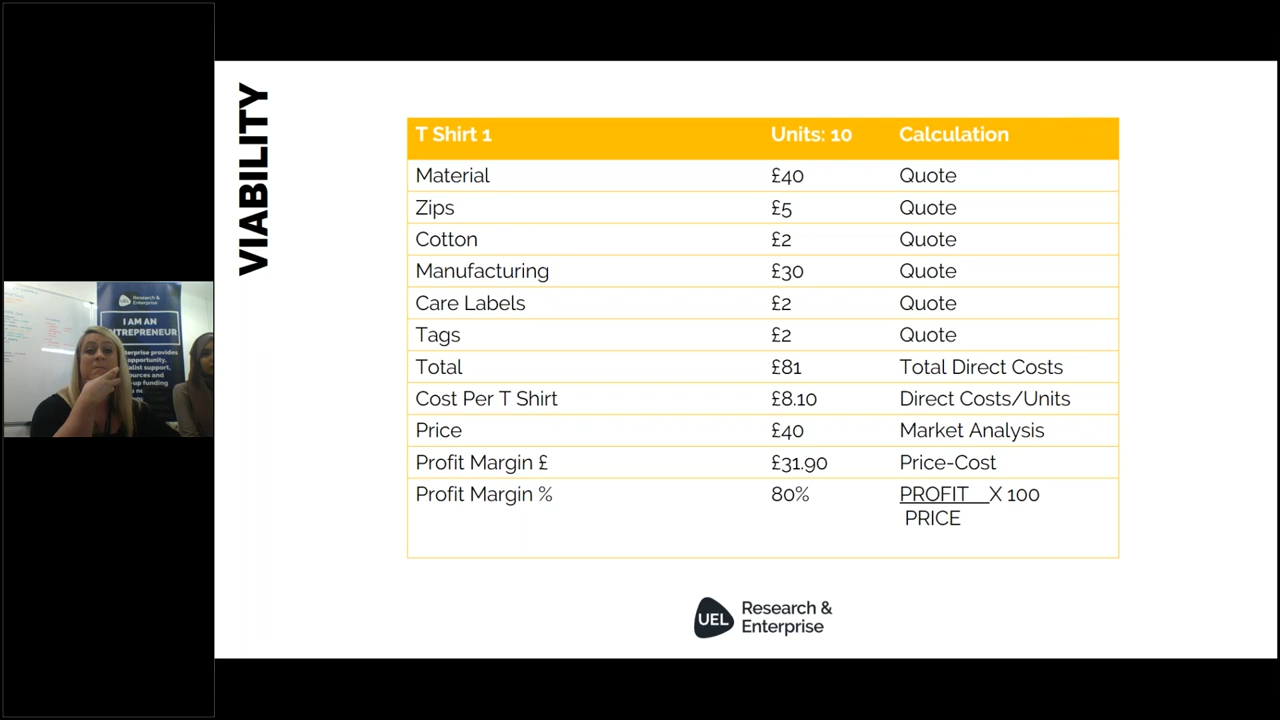 VIABILITY
T Shirt 1 Units: 10 Calculation
Material £40 Quote
Zips £5 Quote
Cotton £2 Quote
Manufacturing £30 Quote
Care Labels £2 Quote
Tags £2 Quote
Total £81 Total Direct Costs
Cost Per T Shirt £8.10 Direct Costs/Units
Price £40 Market Analysis
Profit Margin £ £31.90 Price-Cost
Profit Margin % 80% PROFIT X 100
PRICE
UEL Research &
Enterprise
UEL Research &
Enterprise
I AM AN